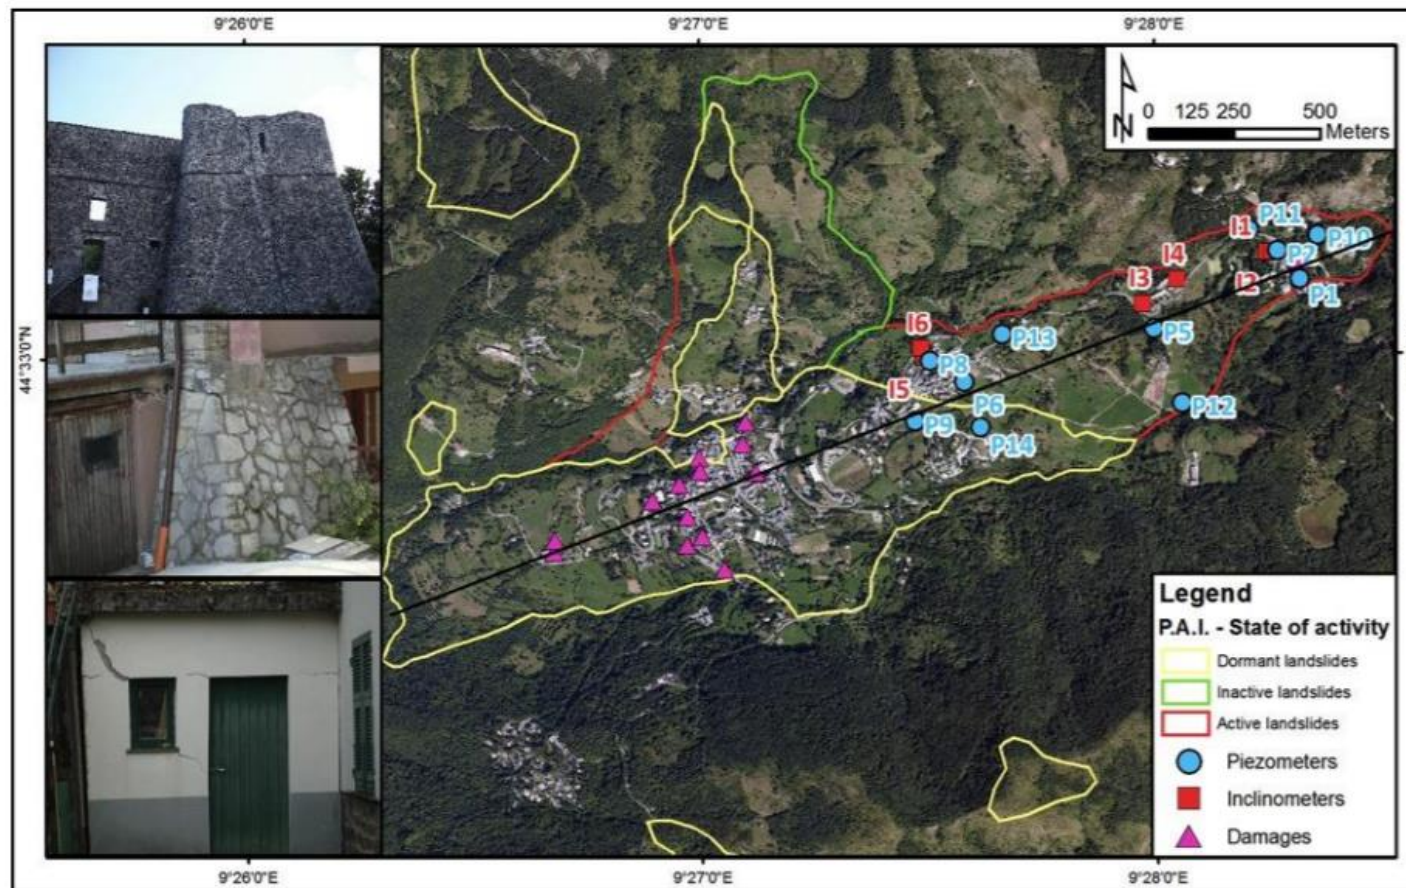 9°26'0"E
9°27'0"E
9°28'0"E
N
0 125 250 500
Meters
44°33'0"N
I1
P11
P10
P2
I4
I2
P1
I3
P5
I6
P13
P8
I5
P6
P12
P9
P14
Legend
P.A.I. - State of activity
Dormant landslides
Inactive landslides
Active landslides
Piezometers
Inclinometers
Damages
9°26'0"E
9°27'0"E
9°28'0"E